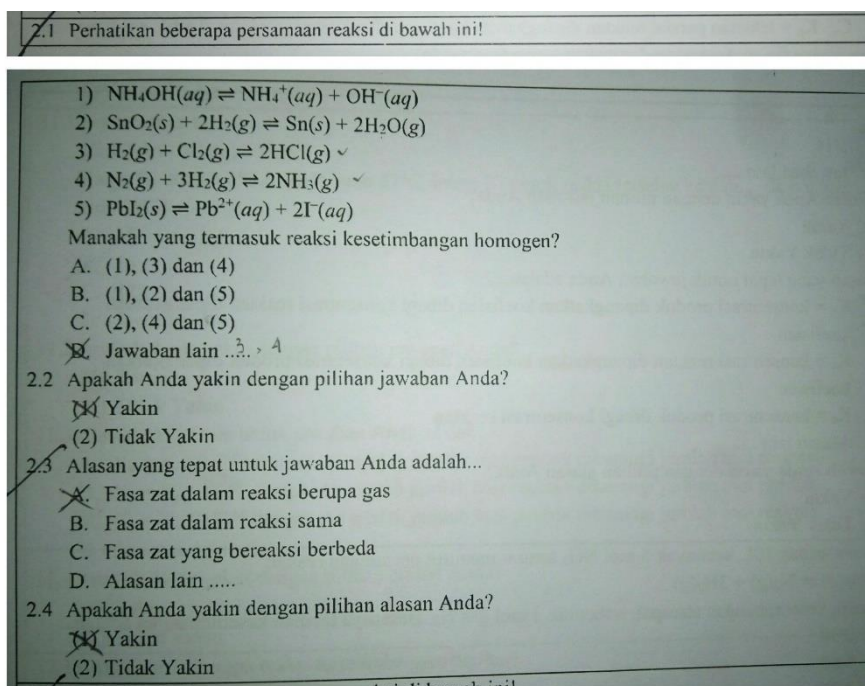 2.1 Perhatikan beberapa persamaan reaksi di bawah ini!
1) NH₄OH(aq) ⇌ NH₄⁺(aq) + OH⁻(aq)
2) SnO₂(s) + 2H₂(g) ⇌ Sn(s) + 2H₂O(g)
3) H₂(g) + Cl₂(g) ⇌ 2HCl(g) ✓
4) N₂(g) + 3H₂(g) ⇌ 2NH₃(g) ✓
5) PbI₂(s) ⇌ Pb²⁺(aq) + 2I⁻(aq)
Manakah yang termasuk reaksi kesetimbangan homogen?
A. (1), (3) dan (4)
B. (1), (2) dan (5)
C. (2), (4) dan (5)
D. Jawaban lain ..... 3, 4
2.2 Apakah Anda yakin dengan pilihan jawaban Anda?
(1) Yakin
(2) Tidak Yakin
2.3 Alasan yang tepat untuk jawaban Anda adalah...
A. Fasa zat dalam reaksi berupa gas
B. Fasa zat dalam reaksi sama
C. Fasa zat yang bereaksi berbeda
D. Alasan lain .....
2.4 Apakah Anda yakin dengan pilihan alasan Anda?
(1) Yakin
(2) Tidak Yakin